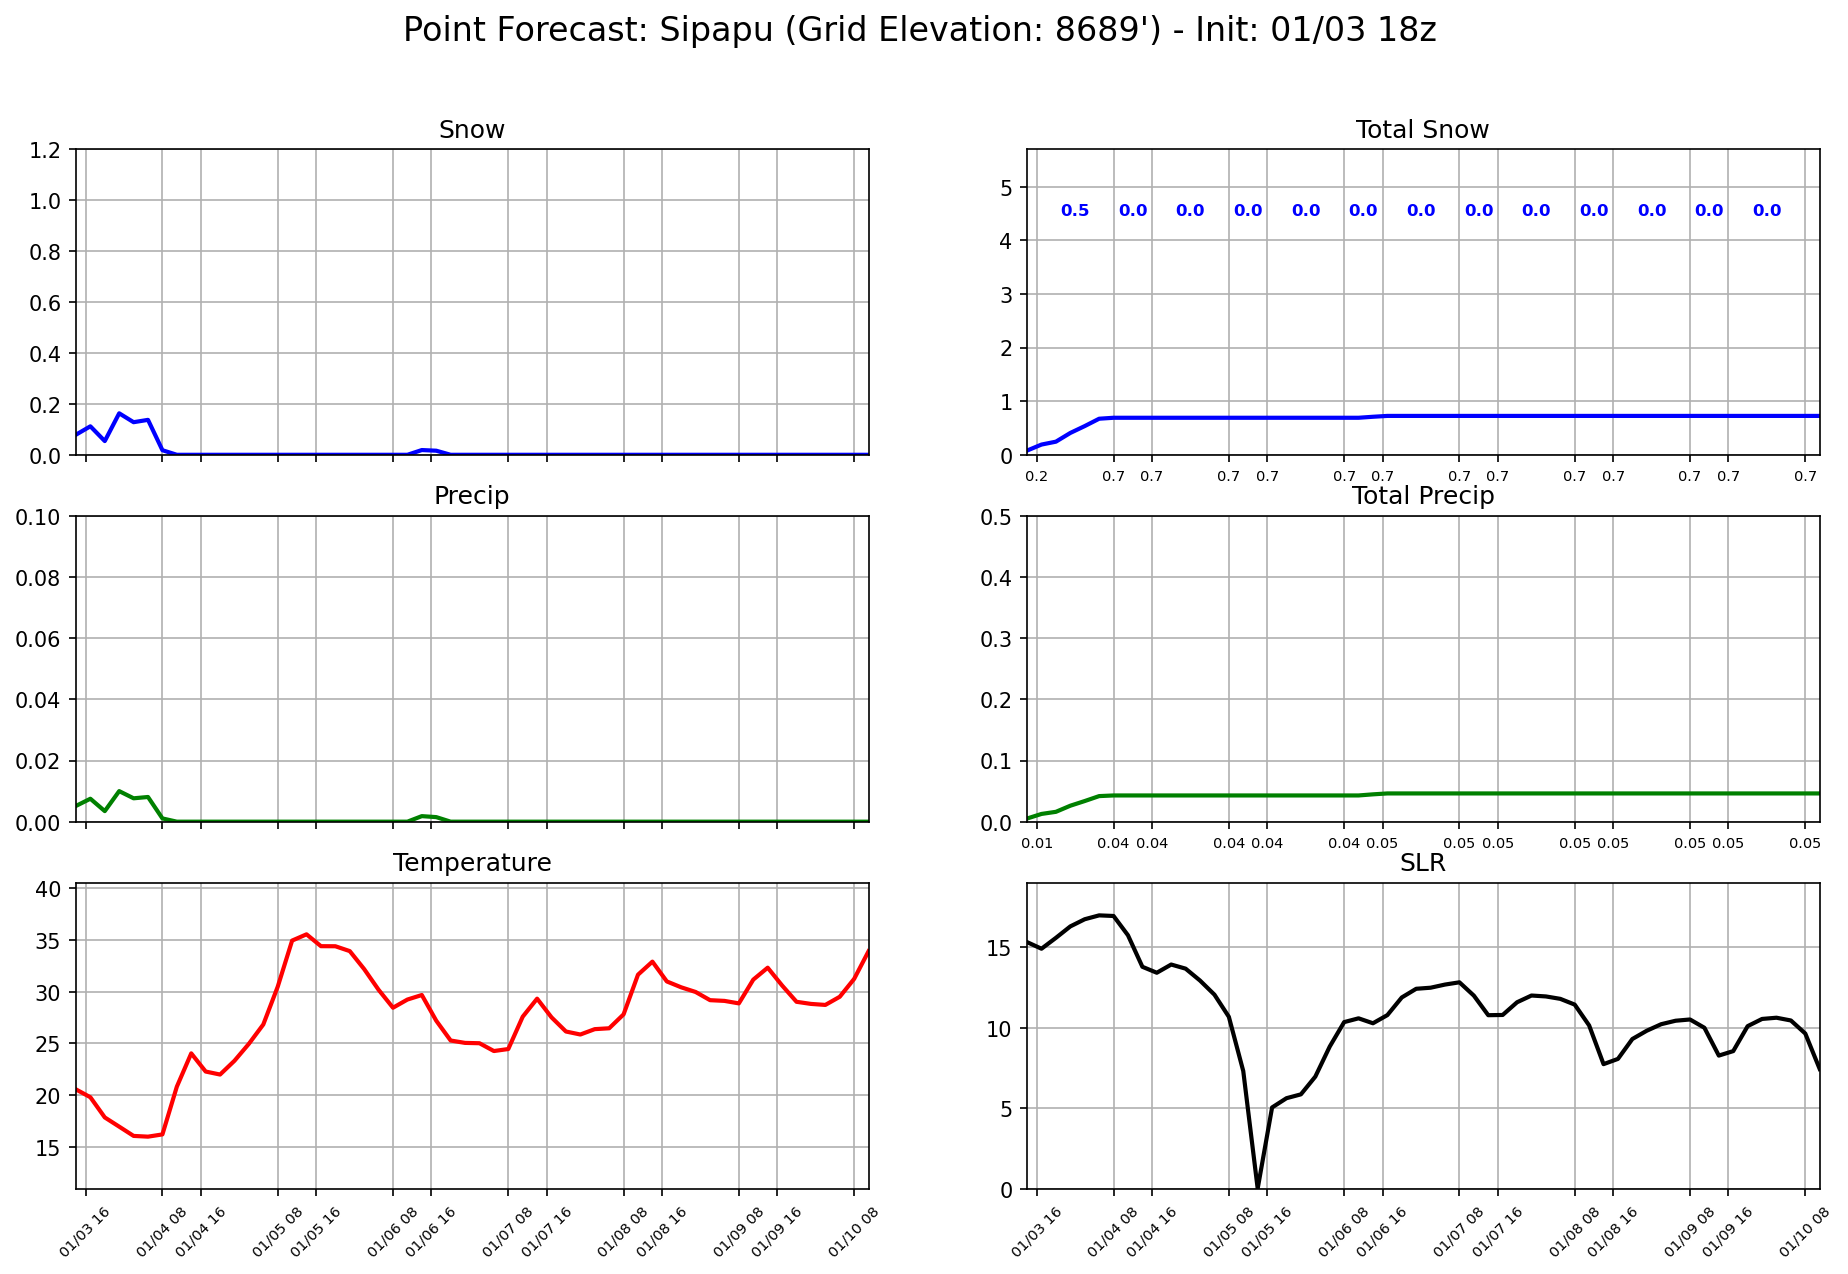 Point Forecast: Sipapu (Grid Elevation: 8689') - Init: 01/03 18z
Snow
1.2
1.0
0.8
0.6
0.4
0.2
0.0
Total Snow
5
4
3
2
1
0
0.5 0.0 0.0 0.0 0.0 0.0 0.0 0.0 0.0 0.0 0.0 0.0 0.0
0.2 0.7 0.7 0.7 0.7 0.7 0.7 0.7 0.7 0.7 0.7 0.7 0.7 0.7
Precip
0.10
0.08
0.06
0.04
0.02
0.00
Total Precip
0.5
0.4
0.3
0.2
0.1
0.0
0.01 0.04 0.04 0.04 0.04 0.04 0.05 0.05 0.05 0.05 0.05 0.05 0.05 0.05
Temperature
40
35
30
25
20
15
01/03 16 01/04 08 01/04 16 01/05 08 01/05 16 01/06 08 01/06 16 01/07 08 01/07 16 01/08 08 01/08 16 01/09 08 01/09 16 01/10 08
SLR
15
10
5
0
01/03 16 01/04 08 01/04 16 01/05 08 01/05 16 01/06 08 01/06 16 01/07 08 01/07 16 01/08 08 01/08 16 01/09 08 01/09 16 01/10 08